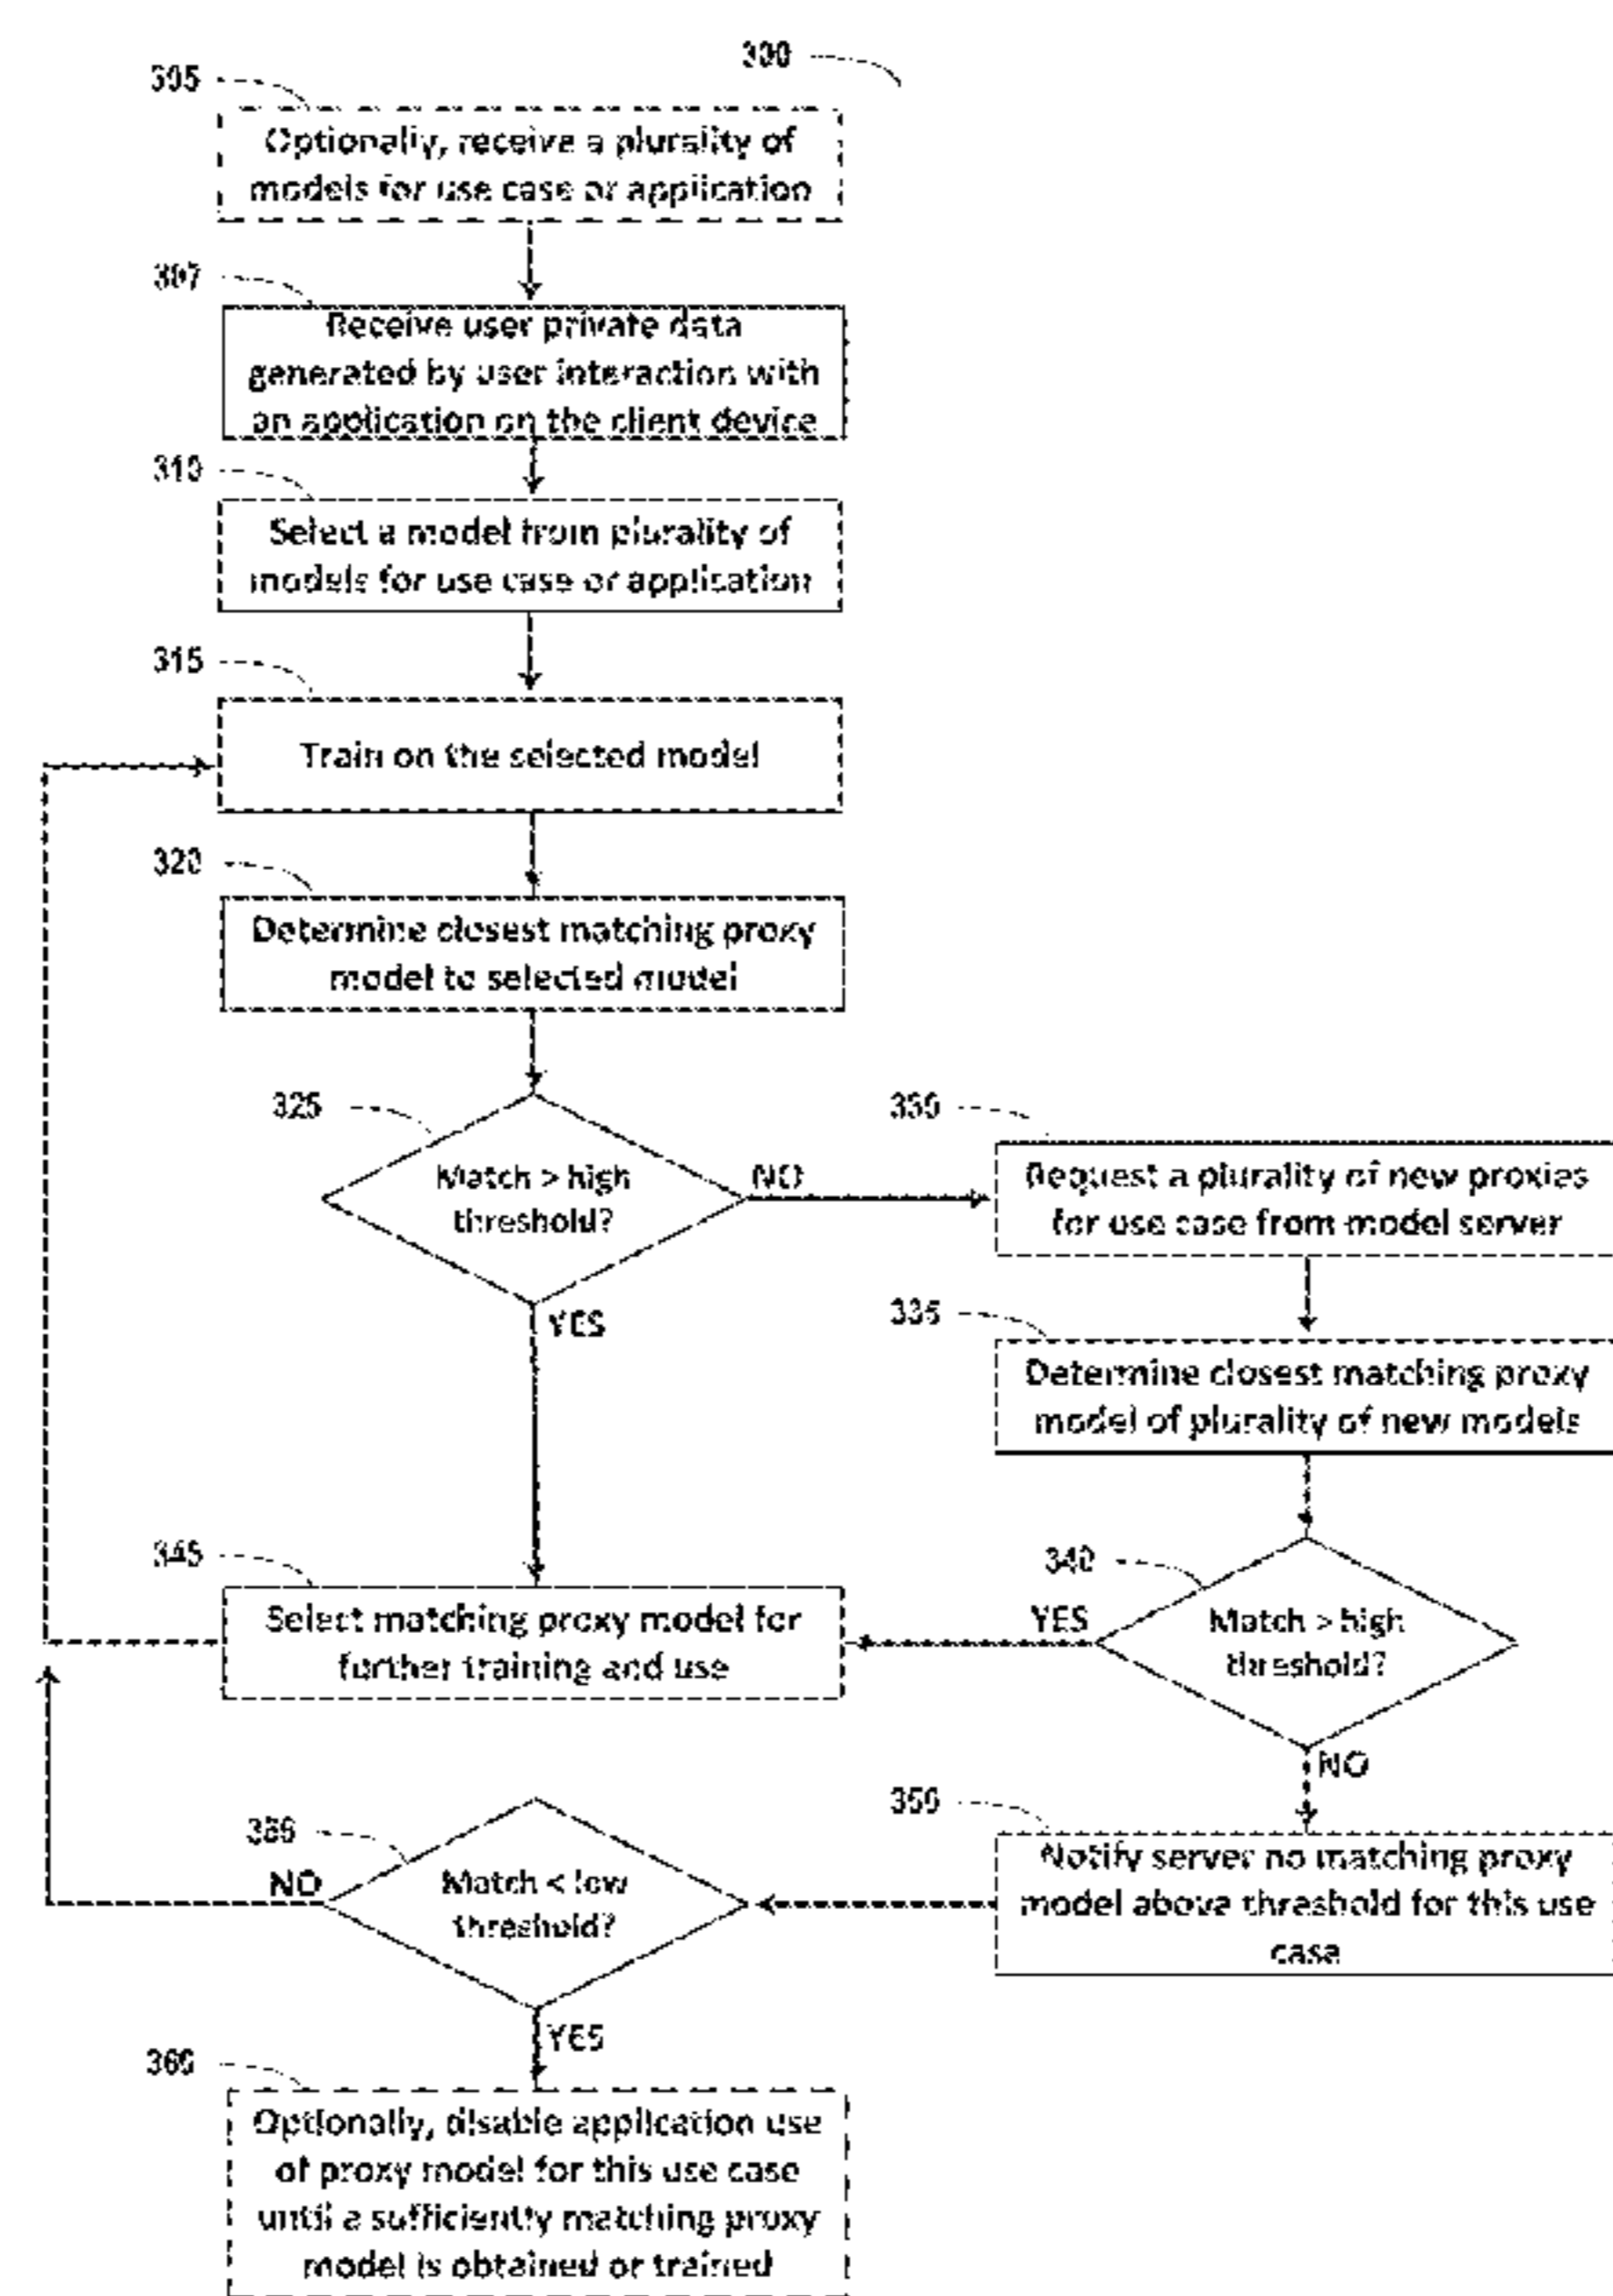 300
305
Optionally, receive a plurality of
models for use case or application
307
Receive user private data
generated by user interaction with
an application on the client device
310
Select a model from plurality of
models for use case or application
315
Train on the selected model
320
Determine closest matching proxy
model to selected model
325
Match > high
threshold?
NO
YES
330
Request a plurality of new proxies
for use case from model server
335
Determine closest matching proxy
model of plurality of new models
340
Match > high
threshold?
YES
NO
345
Select matching proxy model for
further training and use
350
Notify server no matching proxy
model above threshold for this use
case
Match < low
threshold?
NO
YES
360
Optionally, disable application use
of proxy model for this use case
until a sufficiently matching proxy
model is obtained or trained